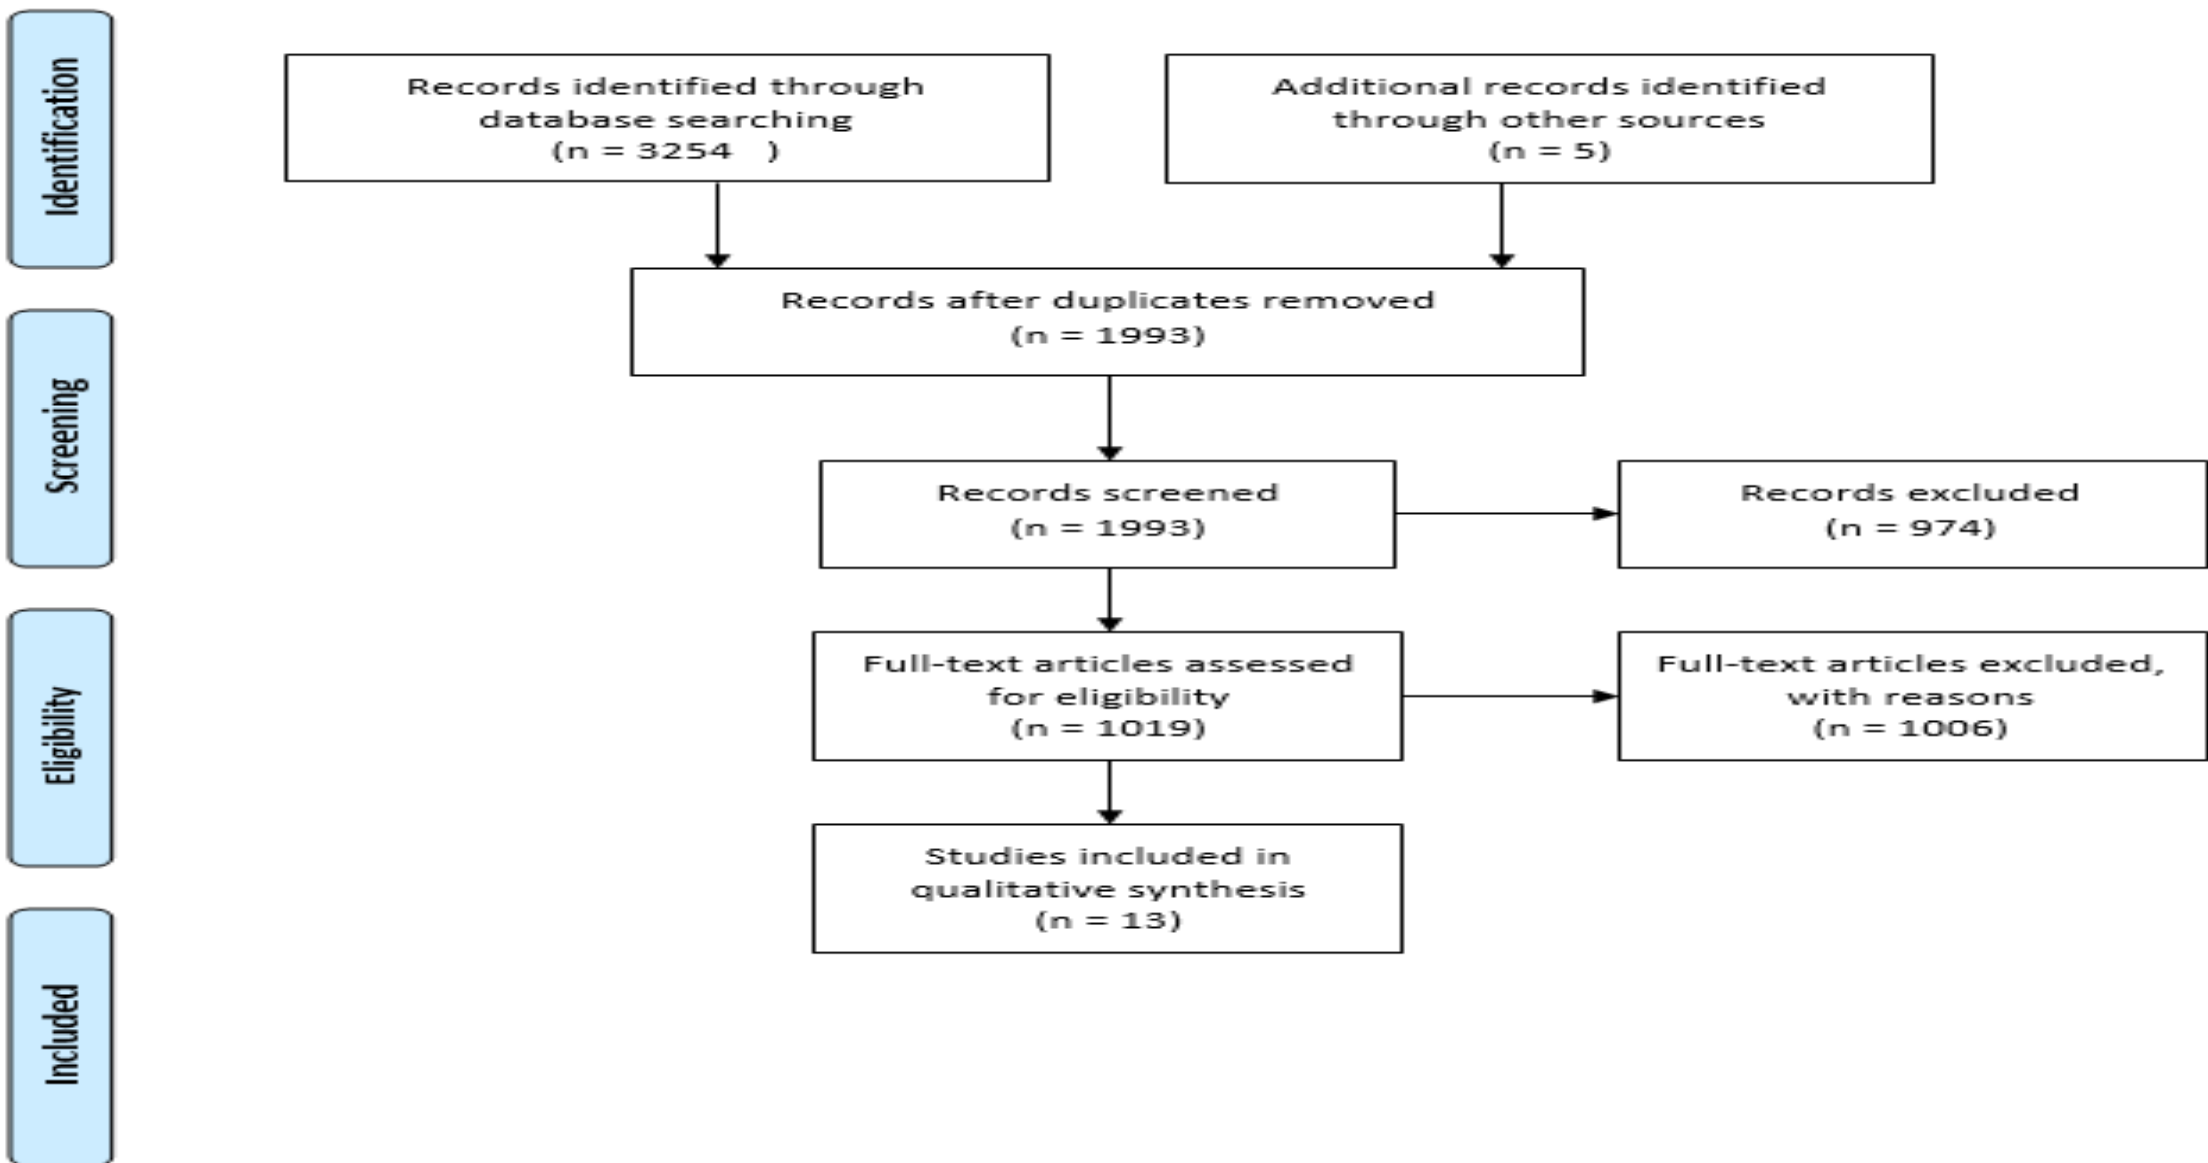 Identification
Records identified through
database searching
(n = 3254   )
Additional records identified
through other sources
(n = 5)
Records after duplicates removed
(n = 1993)
Screening
Records screened
(n = 1993)
Records excluded
(n = 974)
Eligibility
Full-text articles assessed
for eligibility
(n = 1019)
Full-text articles excluded,
with reasons
(n = 1006)
Studies included in
qualitative synthesis
(n = 13)
Included